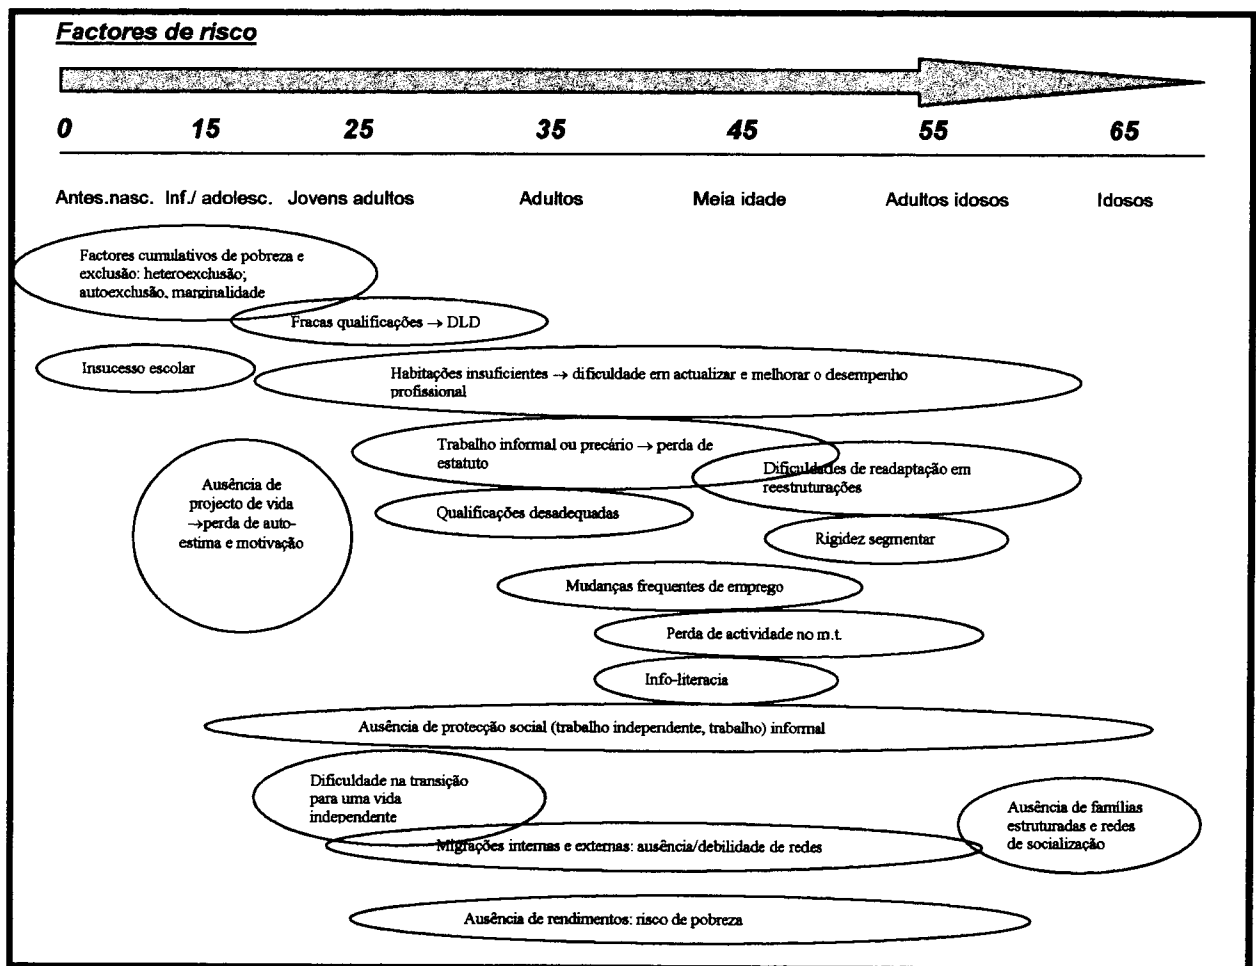 Factores de risco
0 15 25 35 45 55 65
Antes.nasc. Inf./ adolesc. Jovens adultos Adultos Meia idade Adultos idosos Idosos
Factores cumulativos de pobreza e
exclusão: heteroexclusão;
autoexclusão, marginalidade
Fracas qualificações → DLD
Insucesso escolar
Habitações insuficientes → dificuldade em actualizar e melhorar o desempenho
profissional
Trabalho informal ou precário → perda de
estatuto
Dificuldades de readaptação em
reestruturações
Ausência de
projecto de vida
→perda de auto-
estima e motivação
Qualificações desadequadas
Rigidez segmentar
Mudanças frequentes de emprego
Perda de actividade no m.t.
Info-literacia
Ausência de protecção social (trabalho independente, trabalho) informal
Dificuldade na transição
para uma vida
independente
Ausência de famílias
estruturadas e redes
de socialização
Migrações internas e externas: ausência/debilidade de redes
Ausência de rendimentos: risco de pobreza